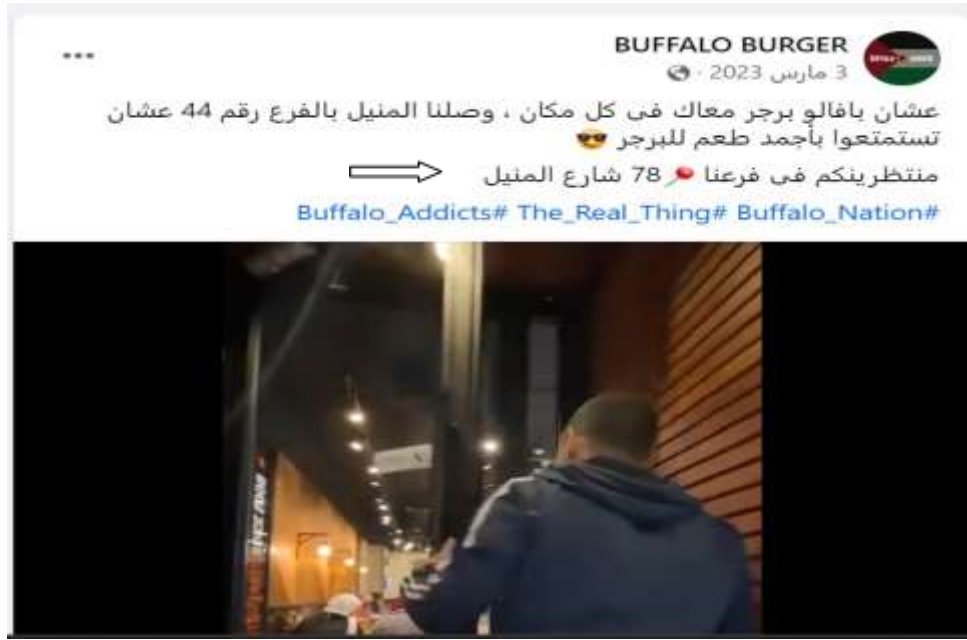 BUFFALO BURGER
3 مارس 2023
عشان بافالو برجر معاك فى كل مكان ، وصلنا المنيل بالفرع رقم 44 عشان
تستمتعوا بأجمد طعم للبرجر 😎
منتظرينكم فى فرعنا 📍 78 شارع المنيل
#Buffalo_Addicts #The_Real_Thing #Buffalo_Nation